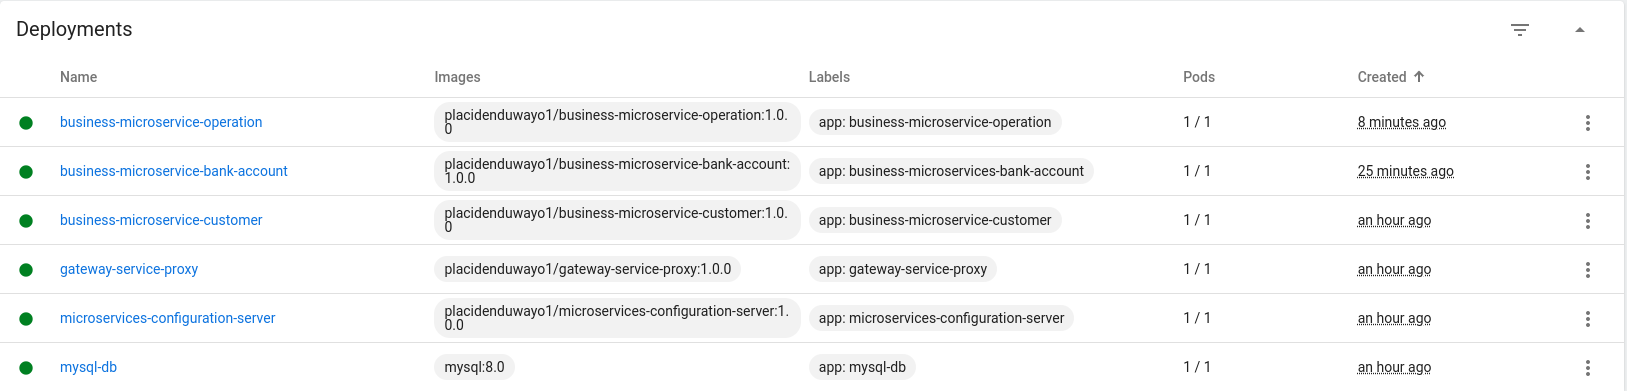 Deployments
Name Images Labels Pods Created
business-microservice-operation placidenduwayo1/business-microservice-operation:1.0. app: business-microservice-operation 1 / 1 8 minutes ago
0
business-microservice-bank-account placidenduwayo1/business-microservice-bank-account: app: business-microservices-bank-account 1 / 1 25 minutes ago
1.0.0
business-microservice-customer placidenduwayo1/business-microservice-customer:1.0. app: business-microservice-customer 1 / 1 an hour ago
0
gateway-service-proxy placidenduwayo1/gateway-service-proxy:1.0.0 app: gateway-service-proxy 1 / 1 an hour ago
microservices-configuration-server placidenduwayo1/microservices-configuration-server:1. app: microservices-configuration-server 1 / 1 an hour ago
0.0
mysql-db mysql:8.0 app: mysql-db 1 / 1 an hour ago